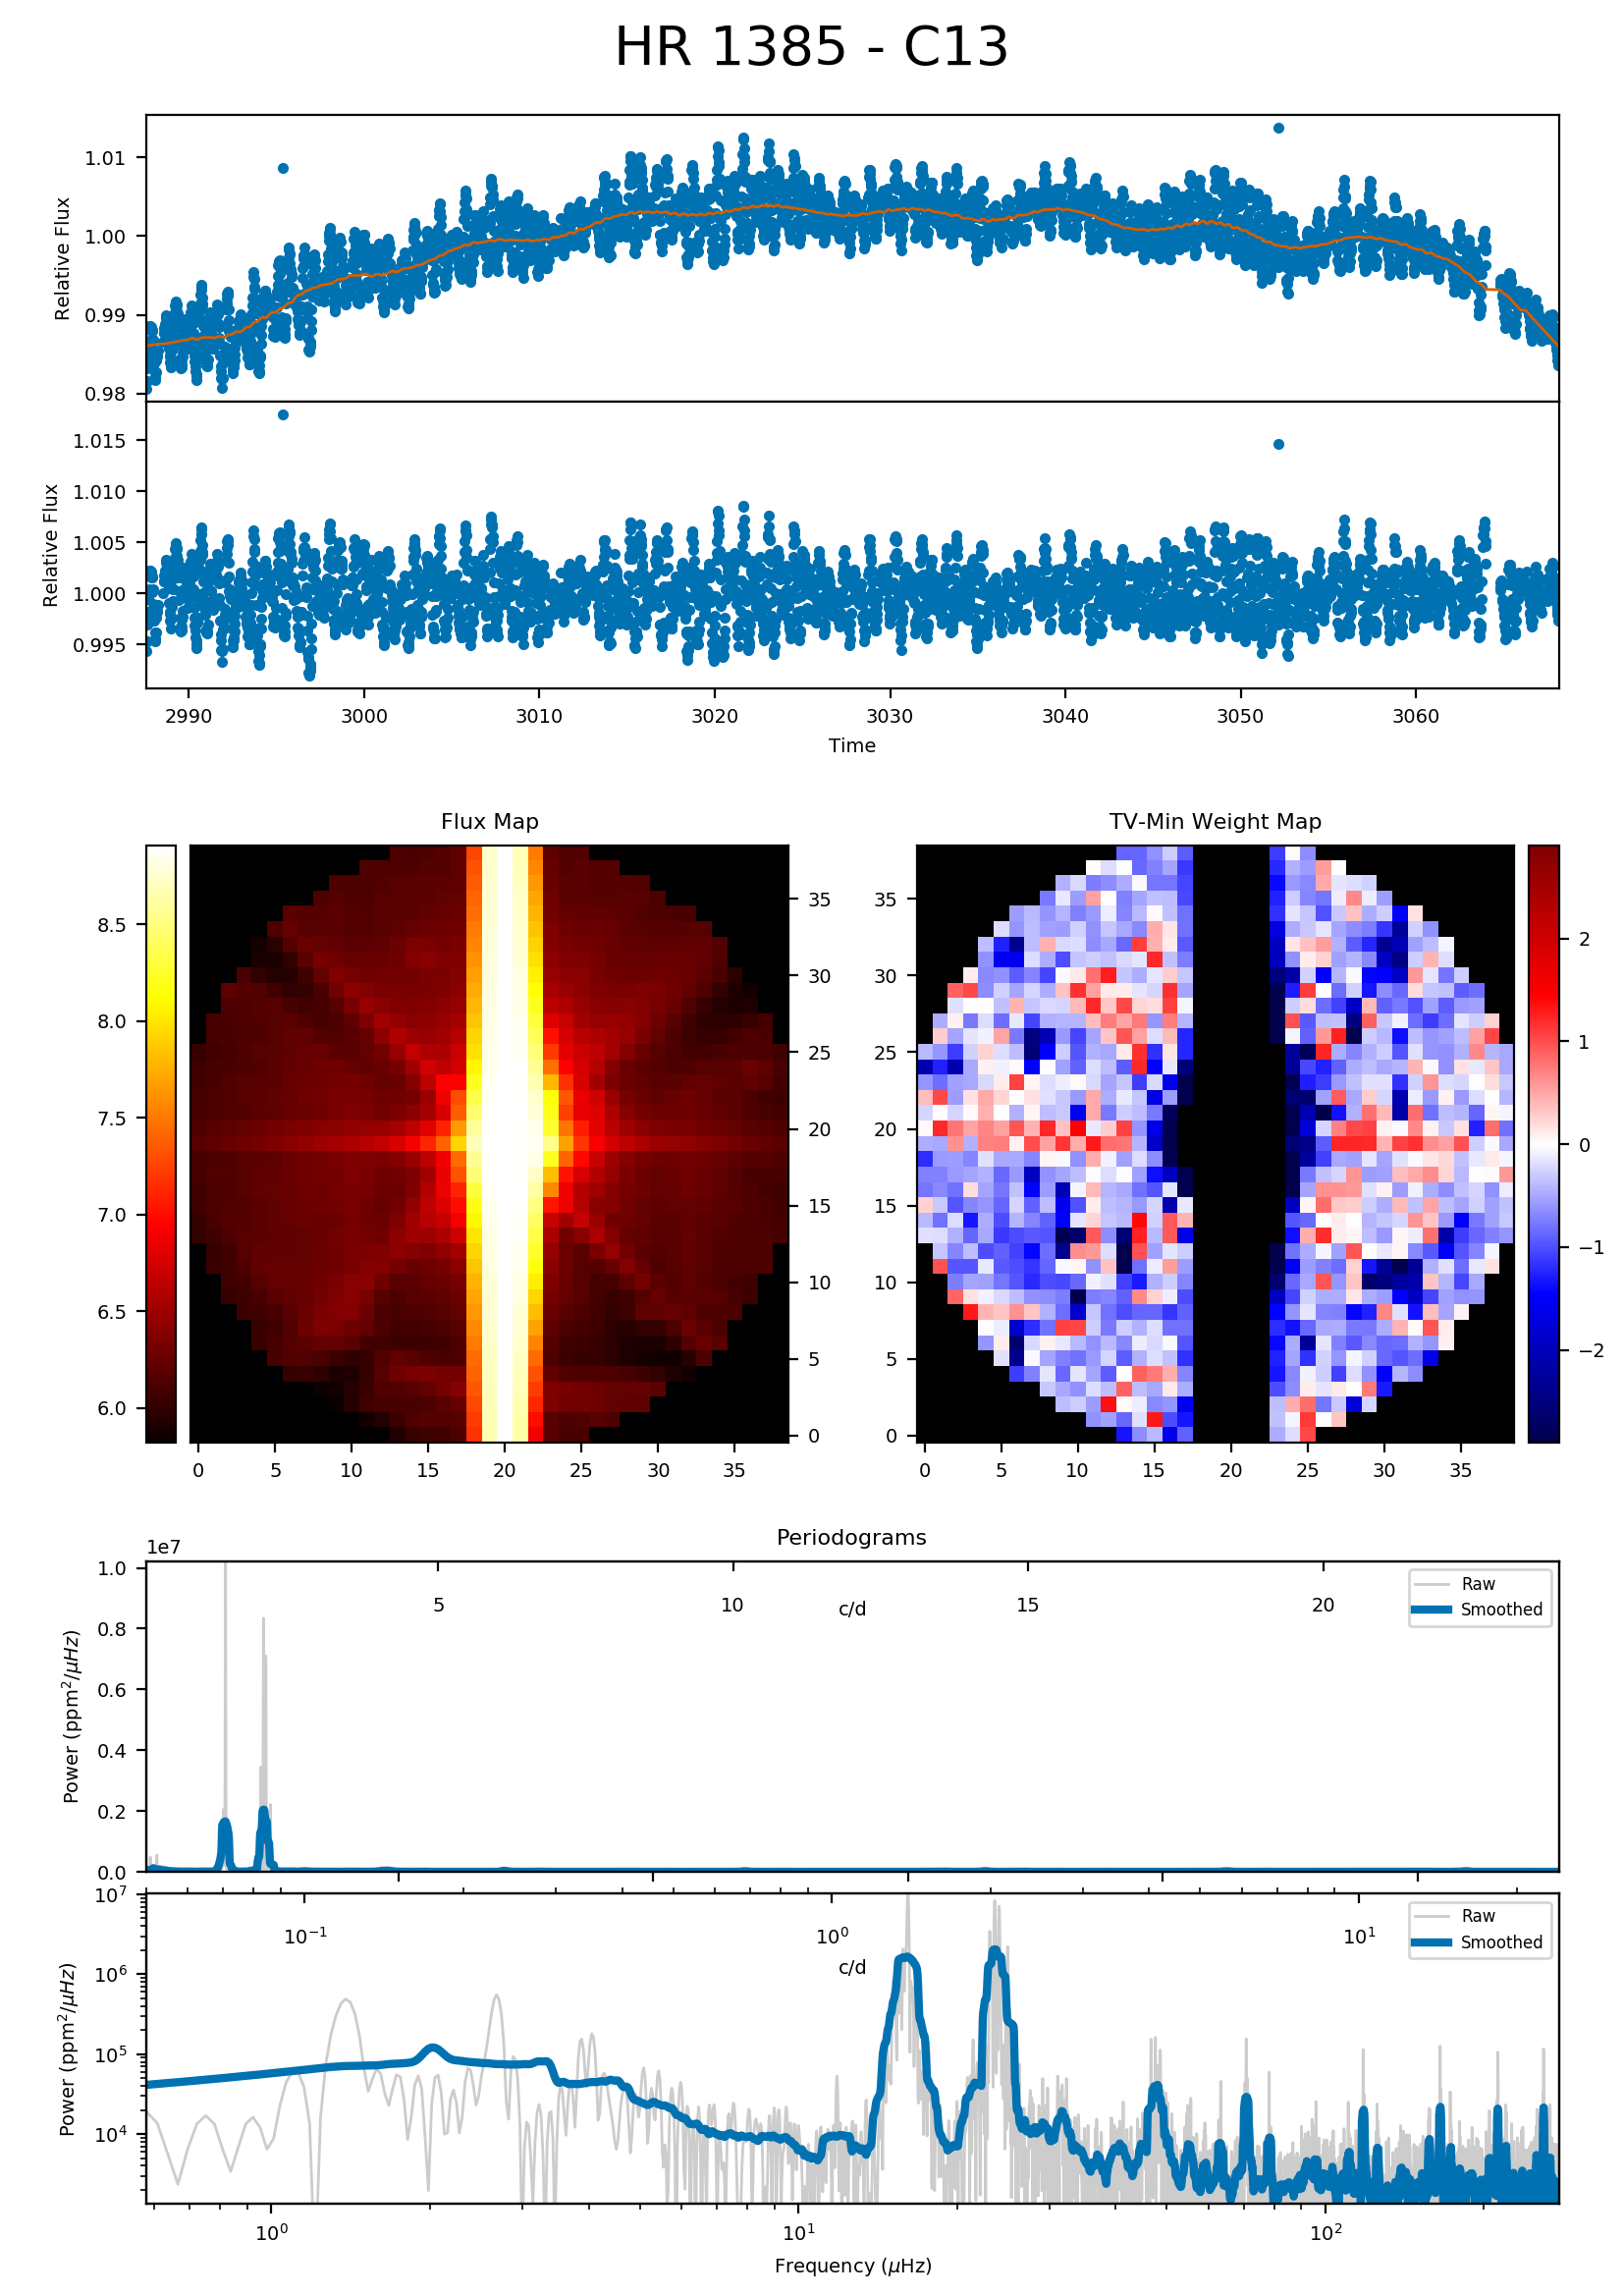 HR 1385 - C13
1.01
1.00
0.99
0.98
Relative Flux
1.015
1.010
1.005
1.000
0.995
Relative Flux
2990 3000 3010 3020 3030 3040 3050 3060
Time
Flux Map
8.5
8.0
7.5
7.0
6.5
6.0
35
30
25
20
15
10
5
0
0 5 10 15 20 25 30 35
TV-Min Weight Map
35
30
25
20
15
10
5
0
0 5 10 15 20 25 30 35
2
1
0
−1
−2
Periodograms
1e7
1.0
0.8
0.6
0.4
0.2
0.0
Power (ppm²/μHz)
5 10 15 20
c/d
Raw
Smoothed
10⁷
10⁶
10⁵
10⁴
Power (ppm²/μHz)
10⁻¹ 10⁰ 10¹
c/d
Raw
Smoothed
10⁰ 10¹ 10²
Frequency (μHz)